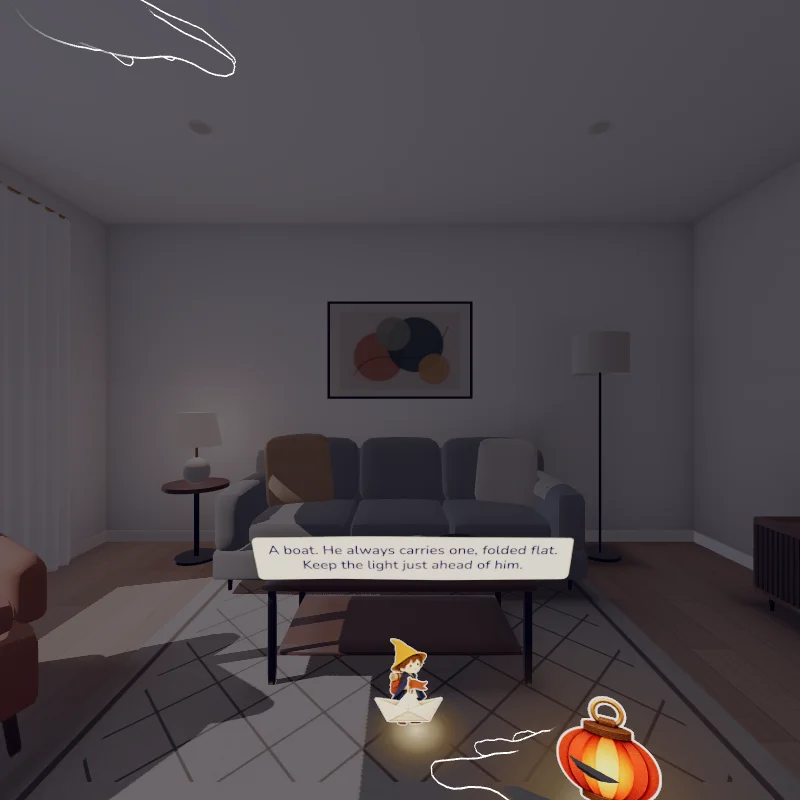 A boat. He always carries one, folded flat.
Keep the light just ahead of him.